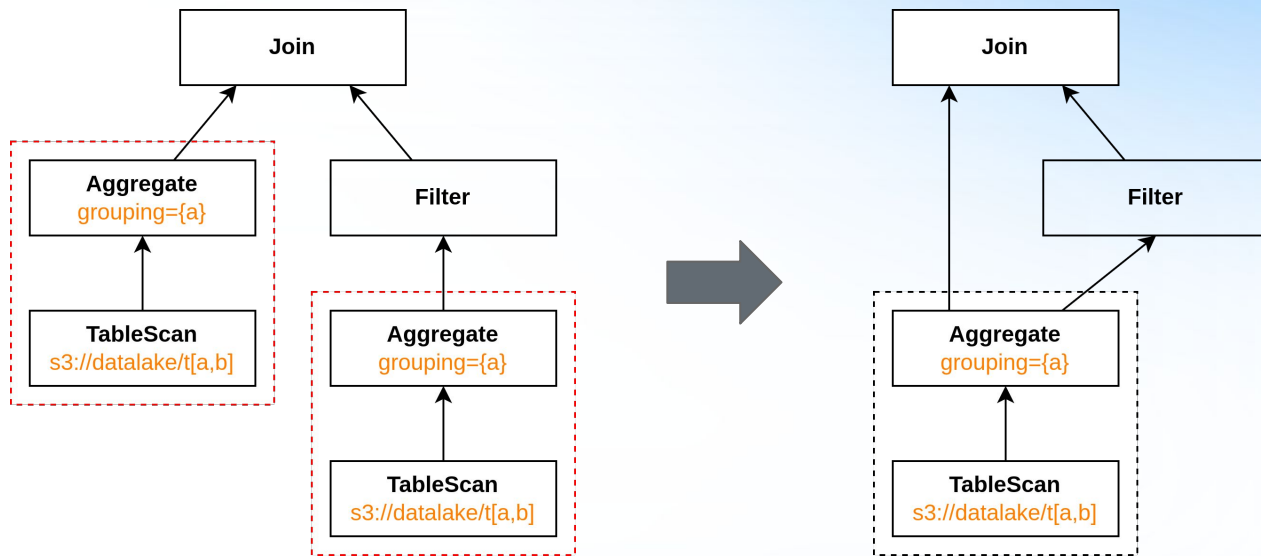 Join
Aggregate
grouping={a}
TableScan
s3://datalake/t[a,b]
Filter
Aggregate
grouping={a}
TableScan
s3://datalake/t[a,b]
Join
Filter
Aggregate
grouping={a}
TableScan
s3://datalake/t[a,b]